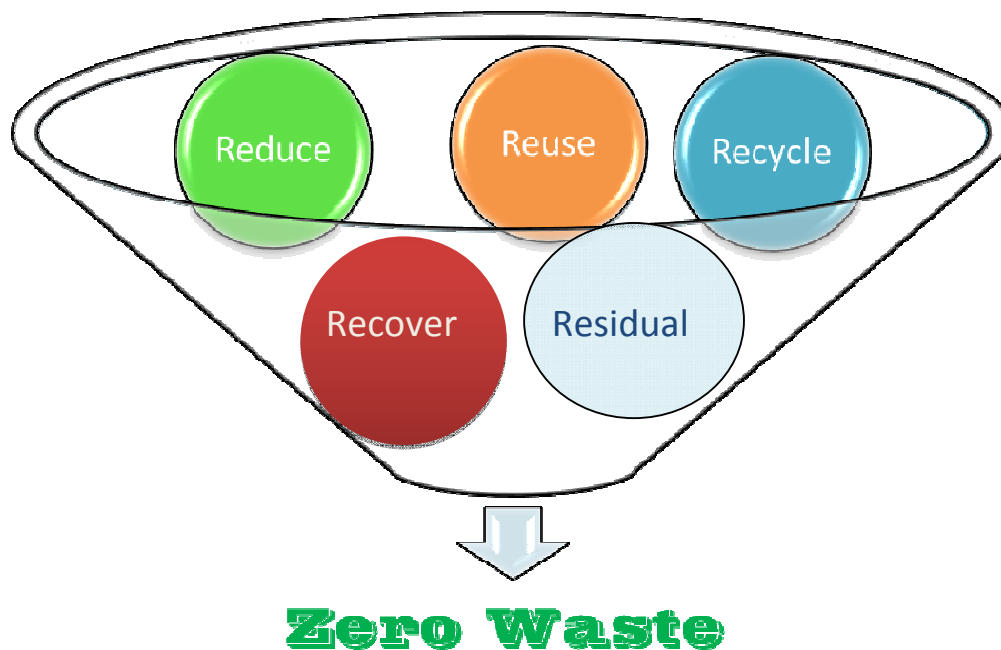 Reduce
Reuse
Recycle
Recover
Residual
Zero Waste